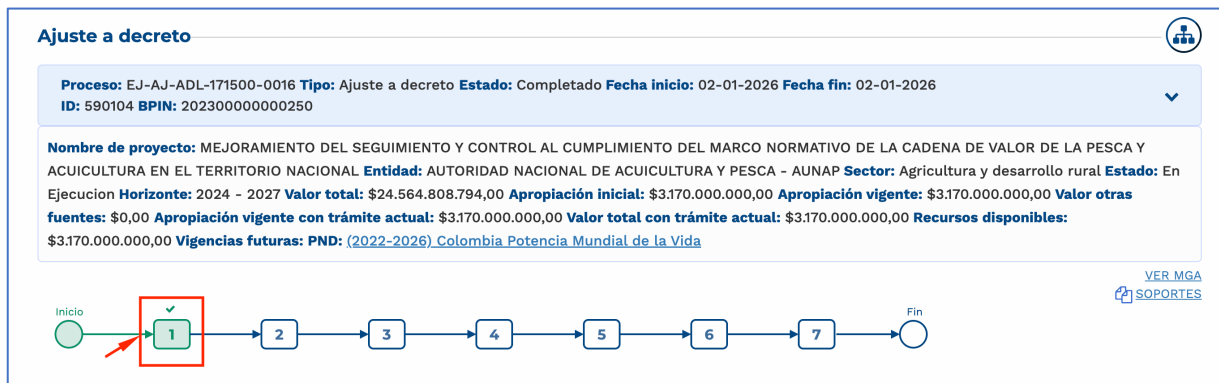 Ajuste a decreto
Proceso: EJ-AJ-ADL-171500-0016 Tipo: Ajuste a decreto Estado: Completado Fecha inicio: 02-01-2026 Fecha fin: 02-01-2026
ID: 590104 BPIN: 202300000000250
Nombre de proyecto: MEJORAMIENTO DEL SEGUIMIENTO Y CONTROL AL CUMPLIMIENTO DEL MARCO NORMATIVO DE LA CADENA DE VALOR DE LA PESCA Y
ACUICULTURA EN EL TERRITORIO NACIONAL Entidad: AUTORIDAD NACIONAL DE ACUICULTURA Y PESCA - AUNAP Sector: Agricultura y desarrollo rural Estado: En
Ejecucion Horizonte: 2024 - 2027 Valor total: $24.564.808.794,00 Apropiación inicial: $3.170.000.000,00 Apropiación vigente: $3.170.000.000,00 Valor otras
fuentes: $0,00 Apropiación vigente con trámite actual: $3.170.000.000,00 Valor total con trámite actual: $3.170.000.000,00 Recursos disponibles:
$3.170.000.000,00 Vigencias futuras: PND: (2022-2026) Colombia Potencia Mundial de la Vida
VER MGA
SOPORTES
Inicio 1 2 3 4 5 6 7 Fin